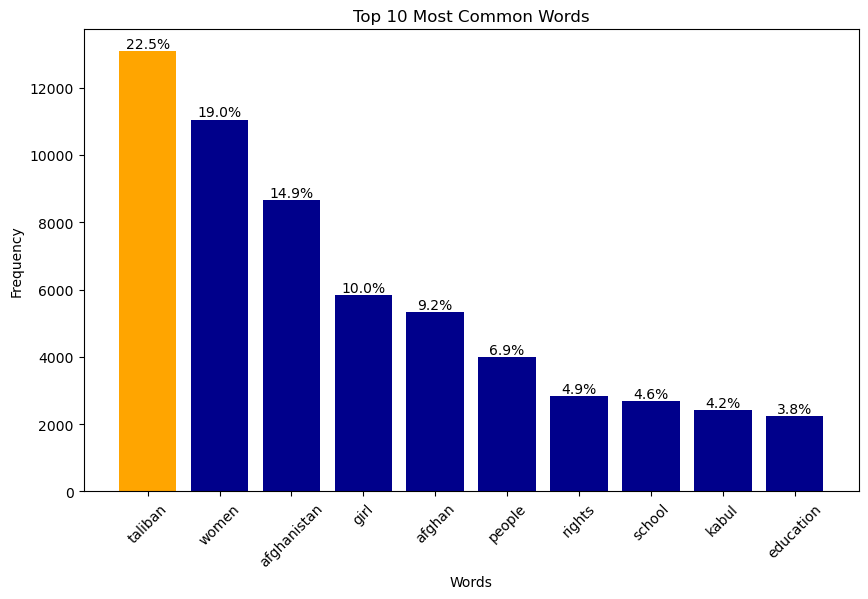 Top 10 Most Common Words
22.5%
19.0%
14.9%
10.0%
9.2%
6.9%
4.9%
4.6%
4.2%
3.8%
12000
10000
8000
6000
4000
2000
0
Frequency
taliban
women
afghanistan
girl
afghan
people
rights
school
kabul
education
Words